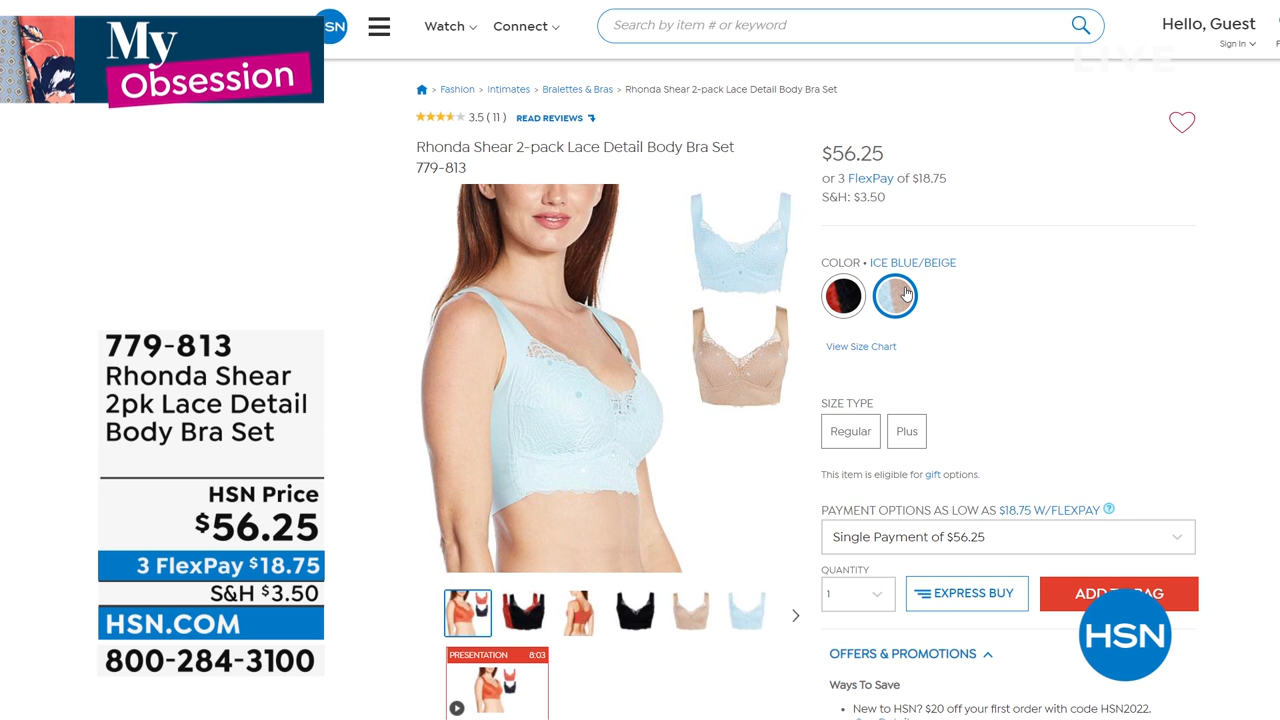 My
Obsession
SN
Watch
Connect
Search by item # or keyword
Hello, Guest
Sign In
LIVE
> Fashion > Intimates > Bralettes & Bras > Rhonda Shear 2-pack Lace Detail Body Bra Set
3.5 ( 11 ) READ REVIEWS
Rhonda Shear 2-pack Lace Detail Body Bra Set
779-813
$56.25
or 3 FlexPay of $18.75
S&H: $3.50
COLOR • ICE BLUE/BEIGE
View Size Chart
SIZE TYPE
Regular
Plus
This item is eligible for gift options.
PAYMENT OPTIONS AS LOW AS $18.75 W/FLEXPAY ?
Single Payment of $56.25
QUANTITY
1
EXPRESS BUY
HSN
OFFERS & PROMOTIONS
Ways To Save
• New to HSN? $20 off your first order with code HSN2022.
PRESENTATION 8:03
779-813
Rhonda Shear
2pk Lace Detail
Body Bra Set
HSN Price
$56.25
3 FlexPay $18.75
S&H $3.50
HSN.COM
800-284-3100